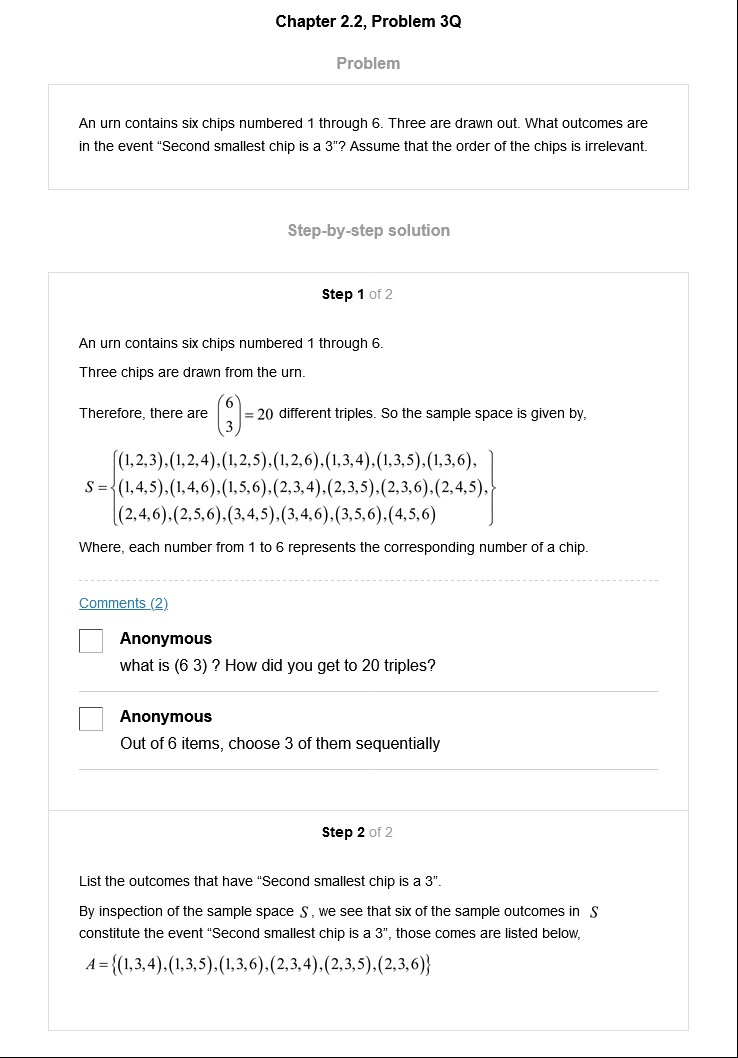 Chapter 2.2, Problem 3Q
Problem
An urn contains six chips numbered 1 through 6. Three are drawn out. What outcomes are
in the event “Second smallest chip is a 3”? Assume that the order of the chips is irrelevant.
Step-by-step solution
Step 1 of 2
An urn contains six chips numbered 1 through 6.
Three chips are drawn from the urn.
Therefore, there are (6 3) = 20 different triples. So the sample space is given by,
S = {(1,2,3),(1,2,4),(1,2,5),(1,2,6),(1,3,4),(1,3,5),(1,3,6),
(1,4,5),(1,4,6),(1,5,6),(2,3,4),(2,3,5),(2,3,6),(2,4,5),
(2,4,6),(2,5,6),(3,4,5),(3,4,6),(3,5,6),(4,5,6)}
Where, each number from 1 to 6 represents the corresponding number of a chip.
Comments (2)
Anonymous
what is (6 3) ? How did you get to 20 triples?
Anonymous
Out of 6 items, choose 3 of them sequentially
Step 2 of 2
List the outcomes that have “Second smallest chip is a 3”.
By inspection of the sample space S, we see that six of the sample outcomes in S
constitute the event “Second smallest chip is a 3”, those comes are listed below,
A = {(1,3,4),(1,3,5),(1,3,6),(2,3,4),(2,3,5),(2,3,6)}